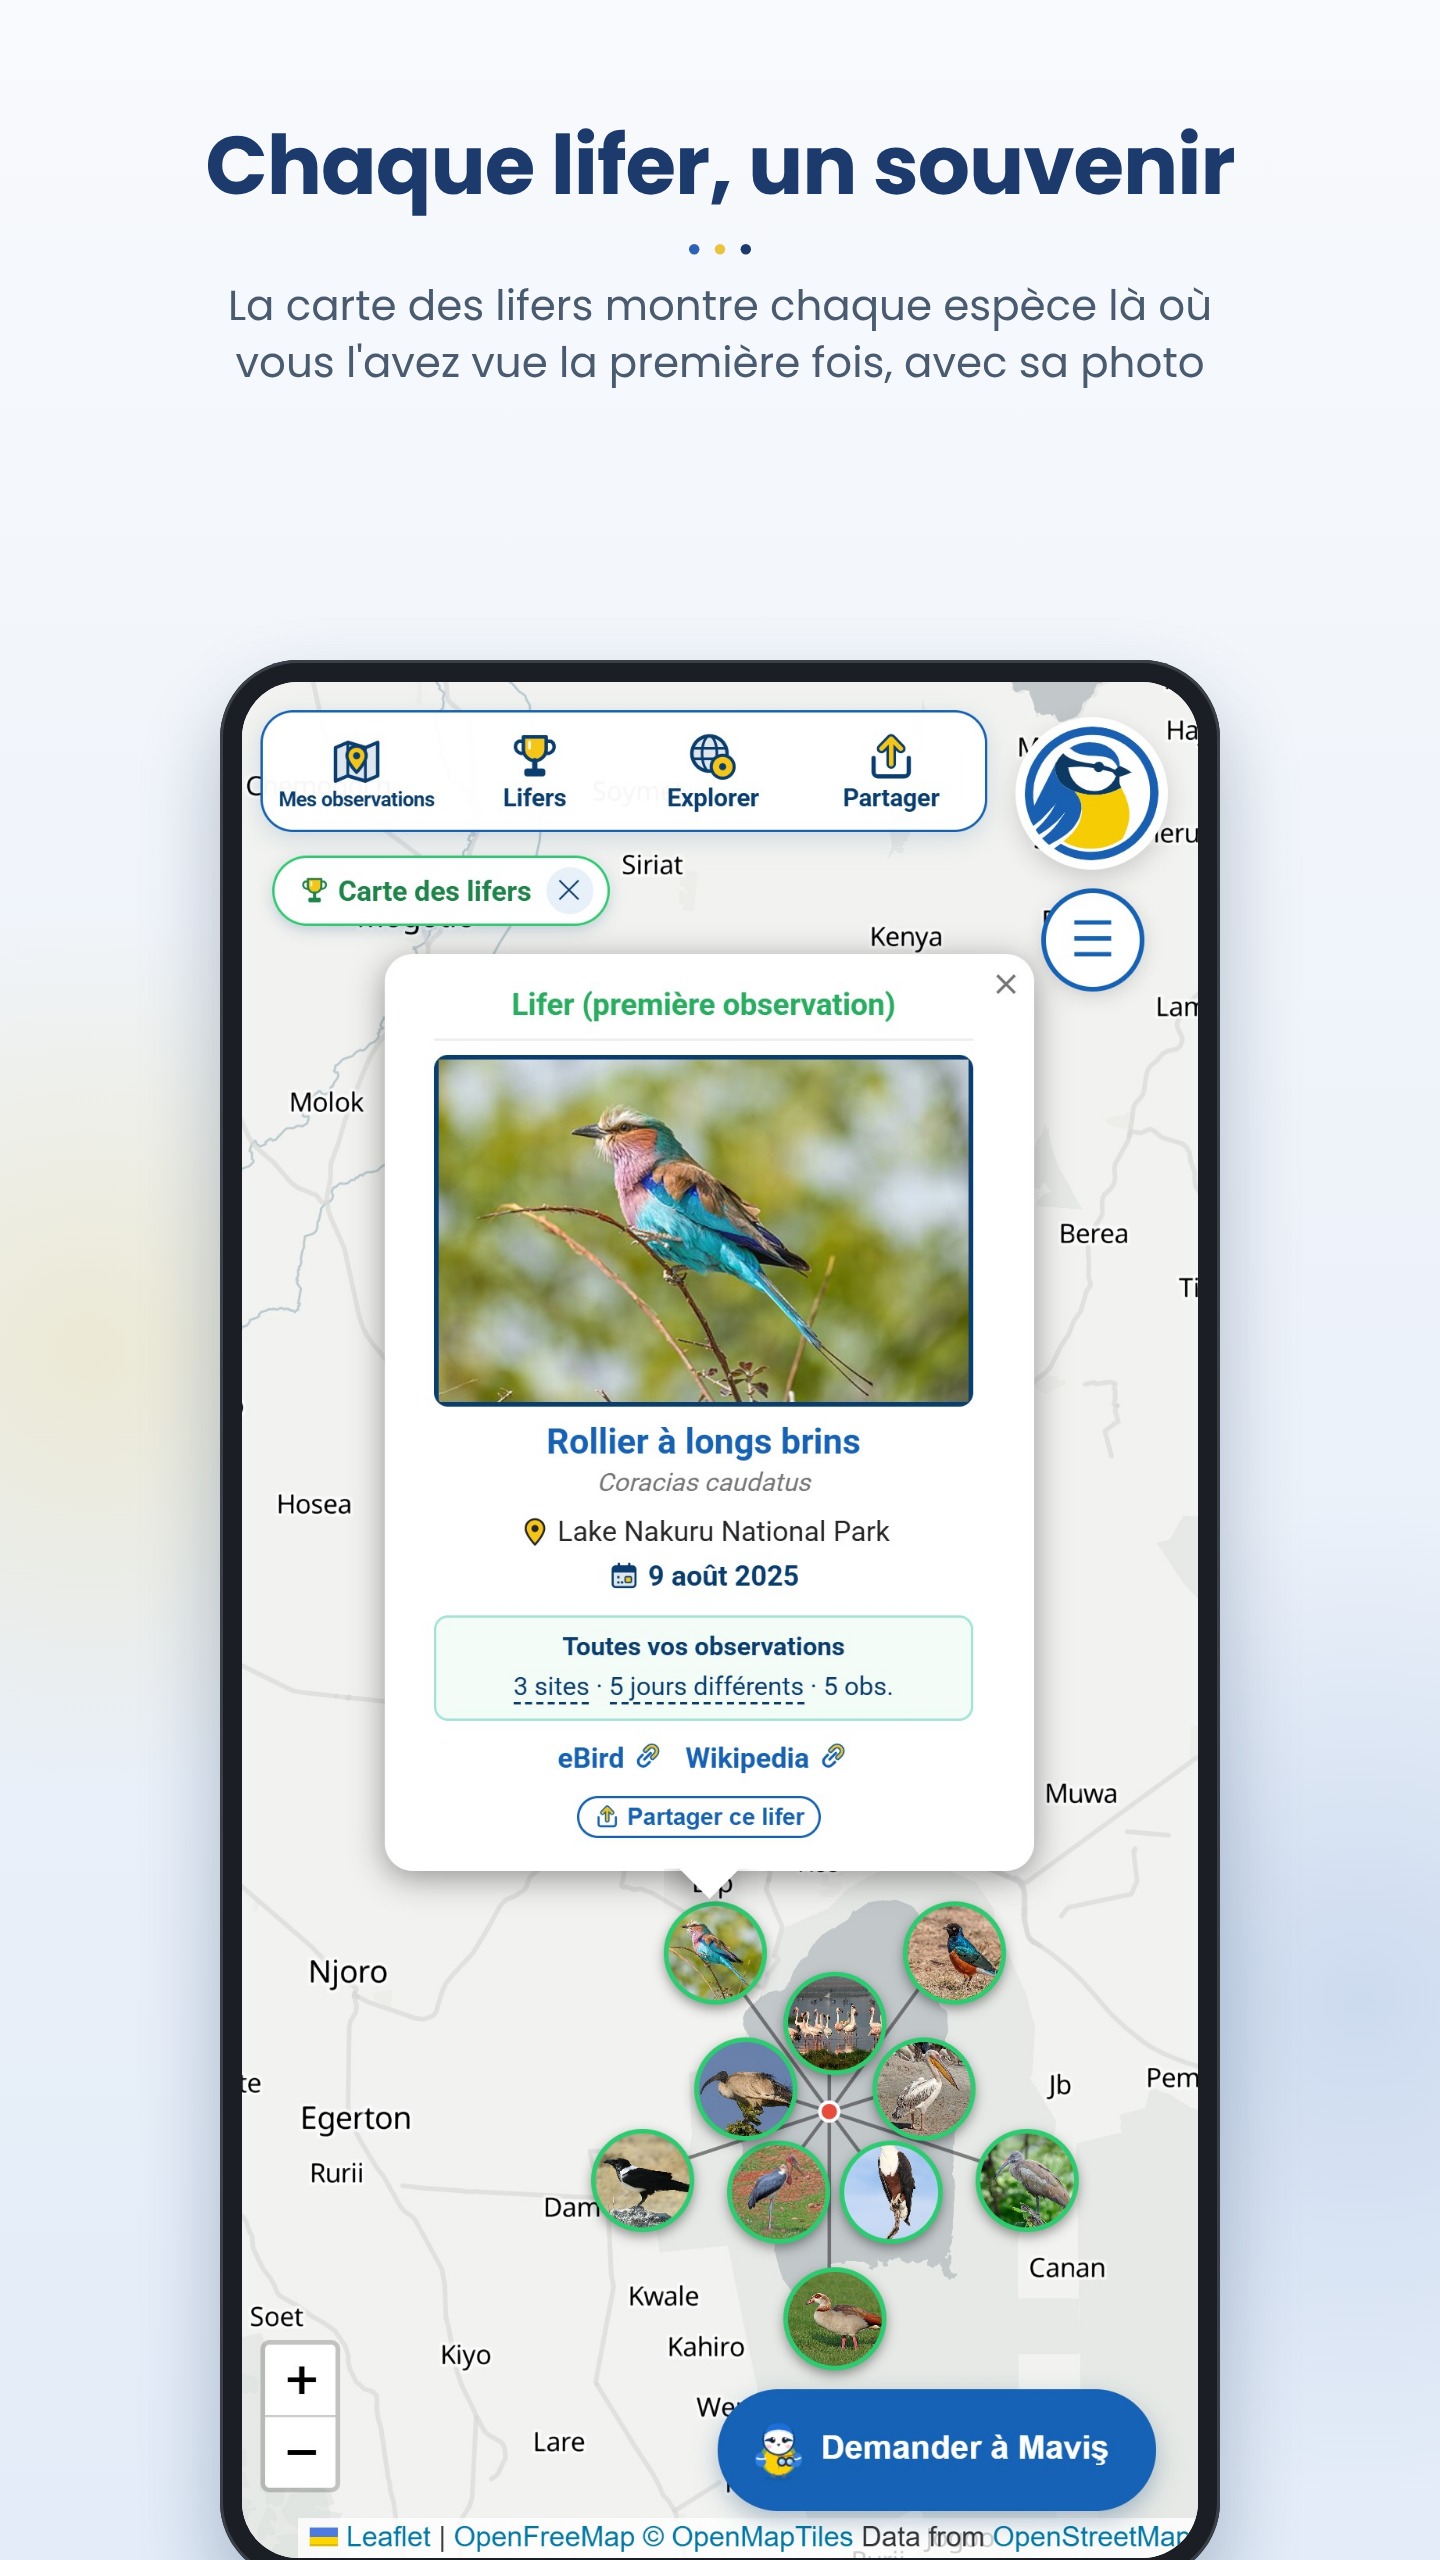 Chaque lifer, un souvenir
La carte des lifers montre chaque espèce là où
vous l'avez vue la première fois, avec sa photo
Mes observations
Lifers
Explorer
Partager
Siriat
Carte des lifers
Kenya
Lifer (première observation)
Molok
Berea
Rollier à longs brins
Coracias caudatus
Hosea
Lake Nakuru National Park
9 août 2025
Toutes vos observations
3 sites · 5 jours différents · 5 obs.
eBird Wikipedia
Muwa
Partager ce lifer
Njoro
Jb
Egerton
Rurii
Canan
Kwale
Soet
Kahiro
Kiyo
+
−
Lare
Demander à Maviş
Leaflet | OpenFreeMap © OpenMapTiles Data from OpenStreetMap